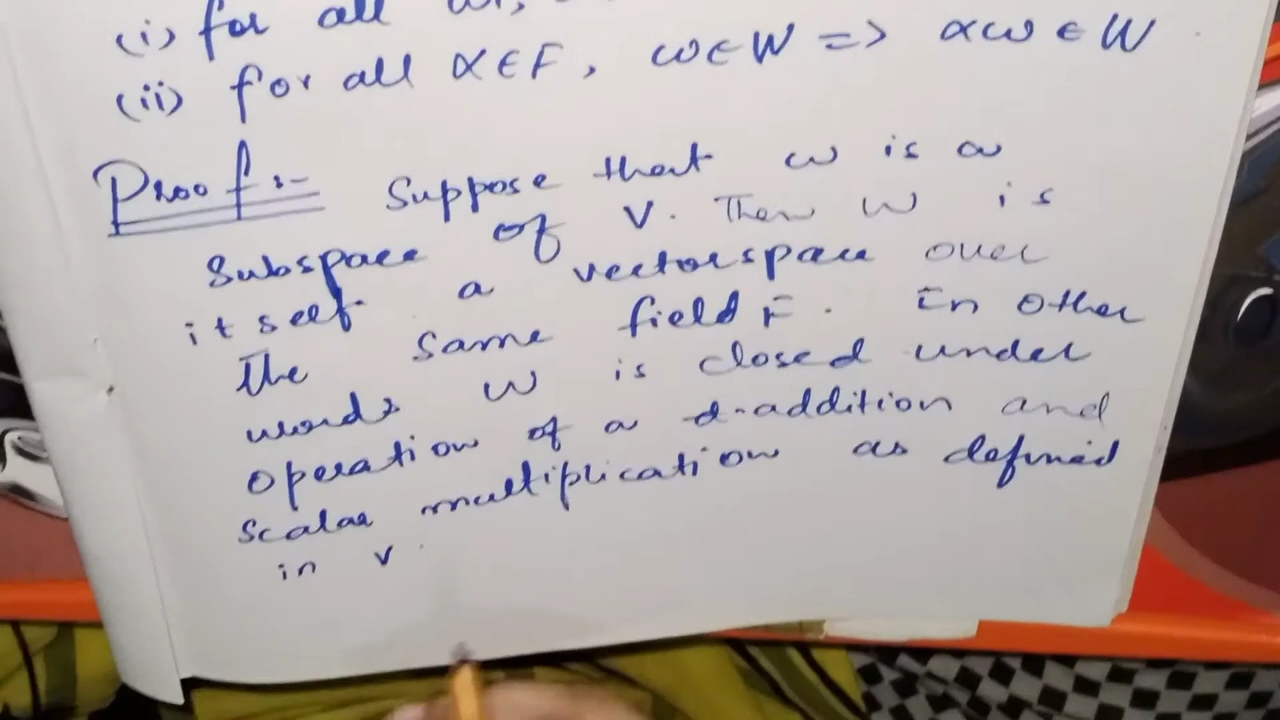 (i) for all
(ii) for all α ∈ F, ω ∈ W => αω ∈ W
Proof:- Suppose that ω is a
Subspace of V. Then W is
itself a vectorspace over
the same field F. In other
words W is closed under
operation of a d-addition and
Scalar multiplication as defined
in V.